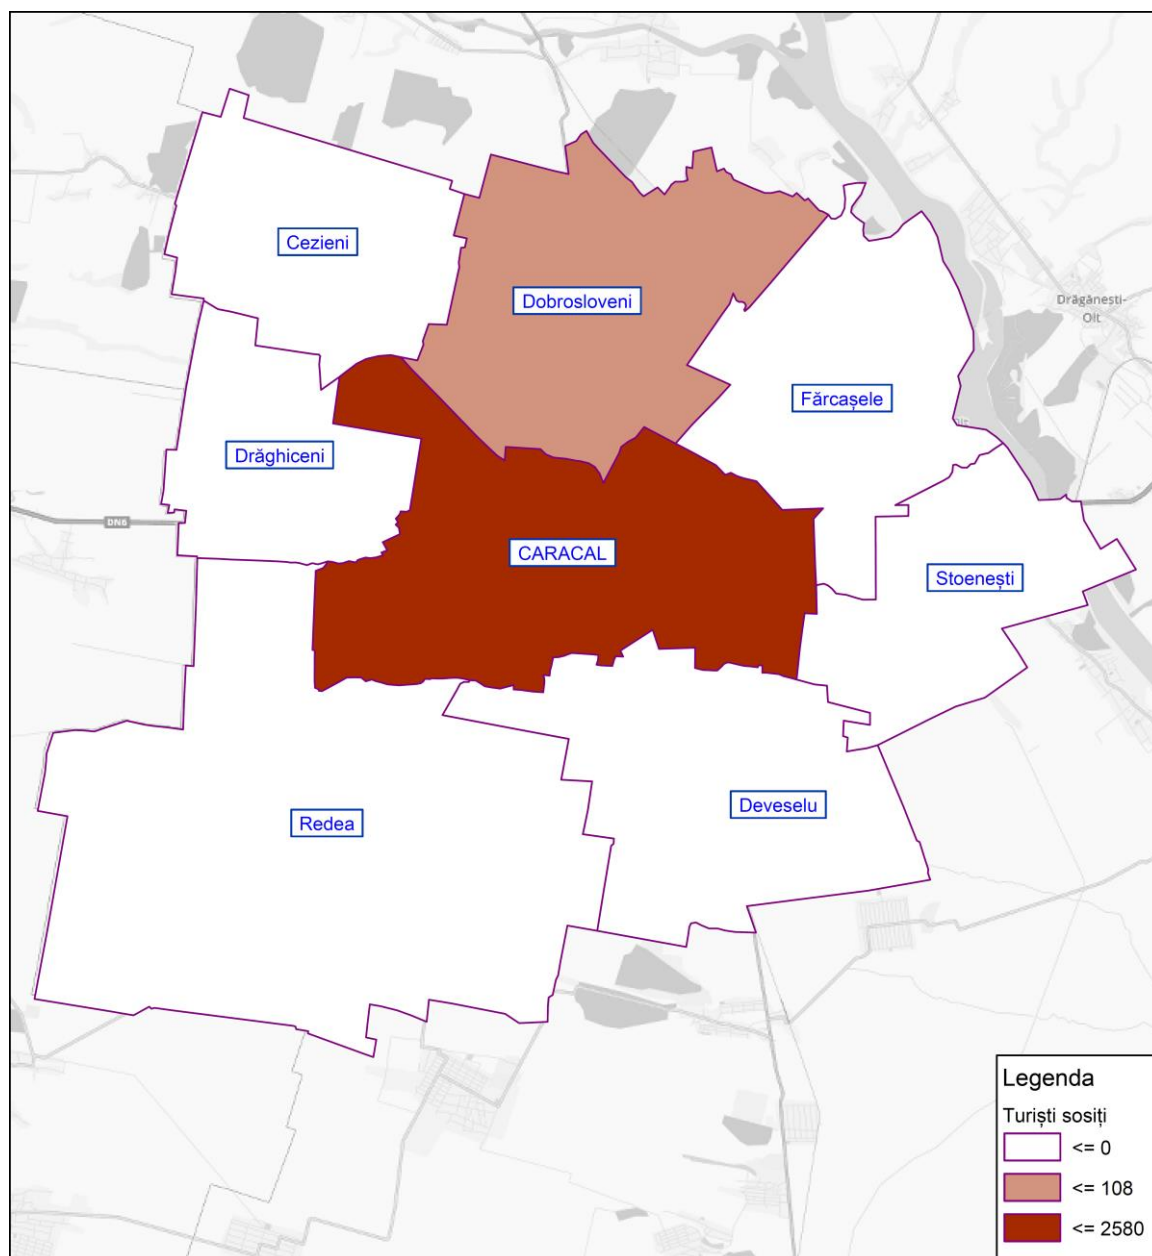 Cezieni
Dobrosloveni
Drăgănești-
Olt
Fărcașele
Drăghiceni
DN6
CARACAL
Stoenești
Deveselu
Redea
Legenda
Turiști sosiți
<= 0
<= 108
<= 2580